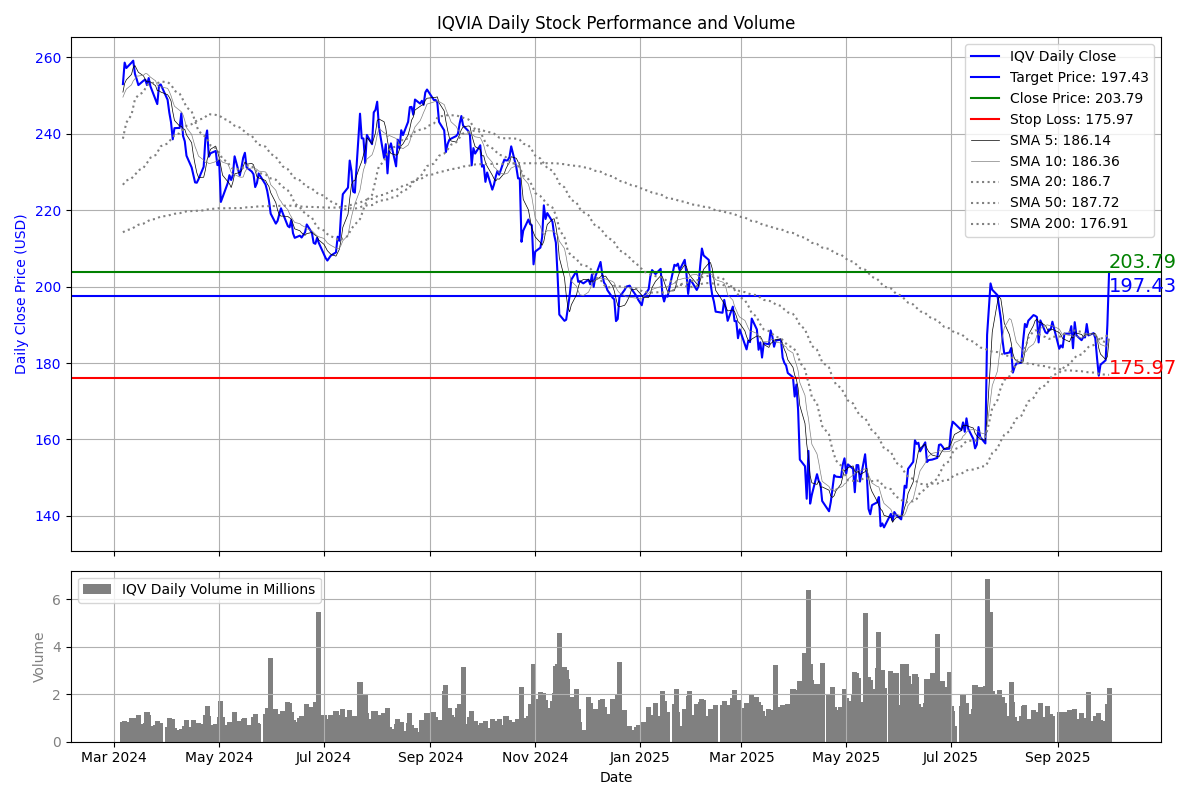 IQVIA Daily Stock Performance and Volume
Daily Close Price (USD)
260
240
220
200
180
160
140
IQV Daily Close
Target Price: 197.43
Close Price: 203.79
Stop Loss: 175.97
SMA 5: 186.14
SMA 10: 186.36
SMA 20: 186.7
SMA 50: 187.72
SMA 200: 176.91
203.79
197.43
175.97
IQV Daily Volume in Millions
Volume
6
4
2
0
Mar 2024 May 2024 Jul 2024 Sep 2024 Nov 2024 Jan 2025 Mar 2025 May 2025 Jul 2025 Sep 2025
Date